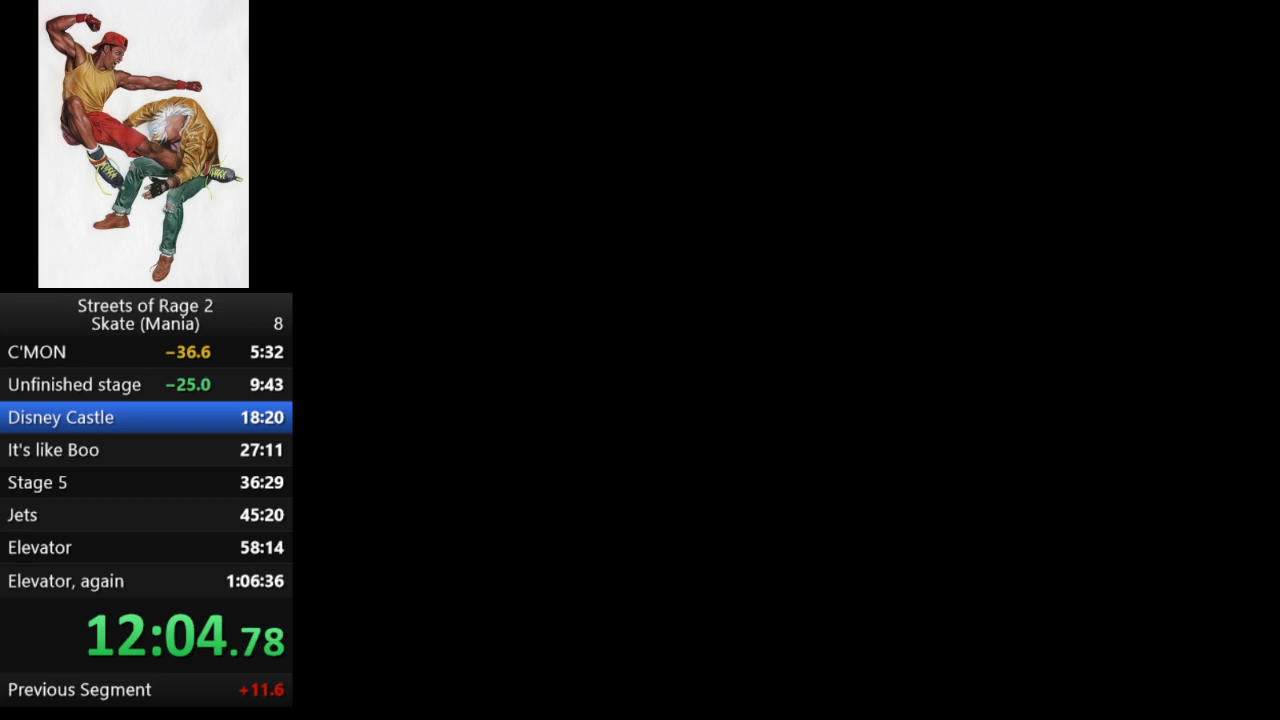 Streets of Rage 2
Skate (Mania) 8
C'MON −36.6 5:32
Unfinished stage −25.0 9:43
Disney Castle 18:20
It's like Boo 27:11
Stage 5 36:29
Jets 45:20
Elevator 58:14
Elevator, again 1:06:36
12:04.78
Previous Segment +11.6